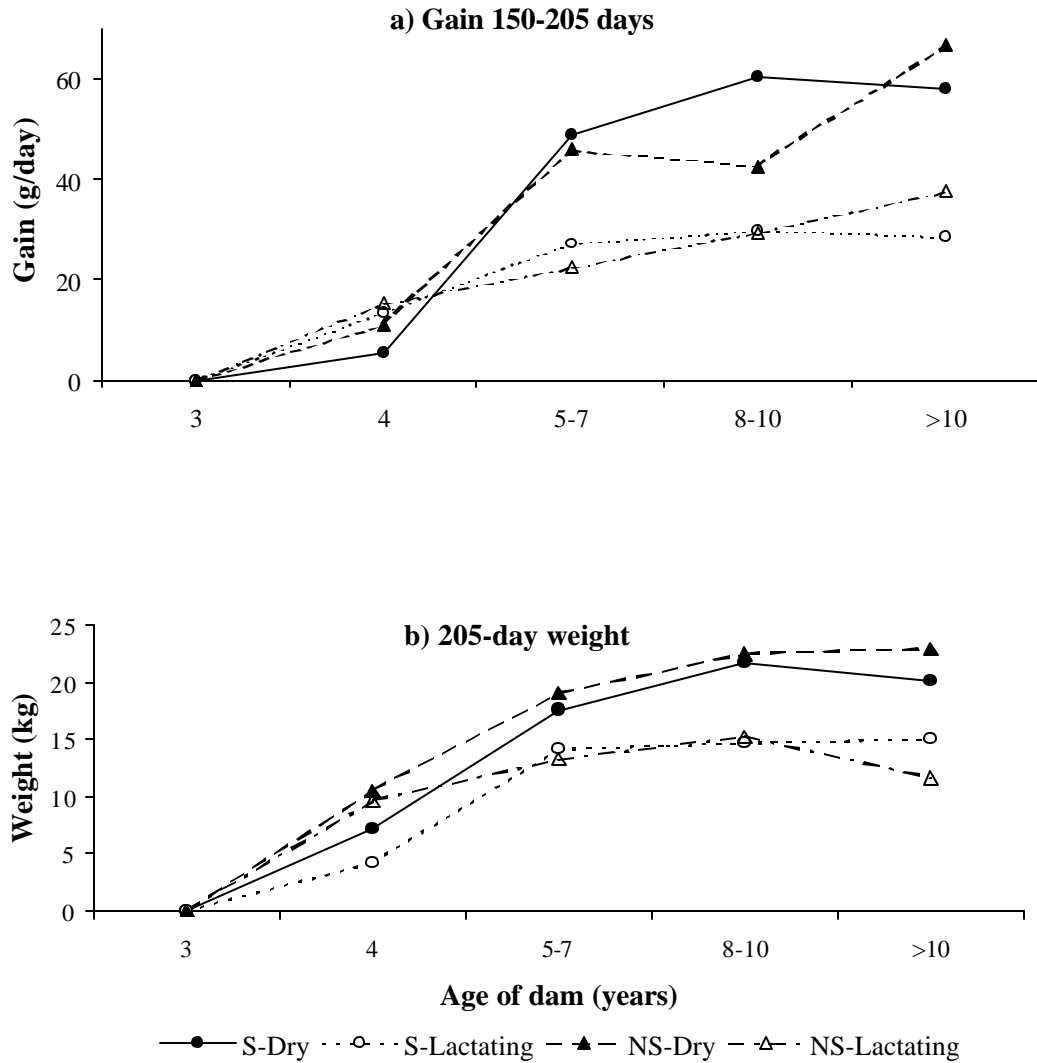 a) Gain 150-205 days
Gain (g/day)
60
40
20
0
3 4 5-7 8-10 >10
b) 205-day weight
Weight (kg)
25
20
15
10
5
0
3 4 5-7 8-10 >10
Age of dam (years)
S-Dry S-Lactating NS-Dry NS-Lactating